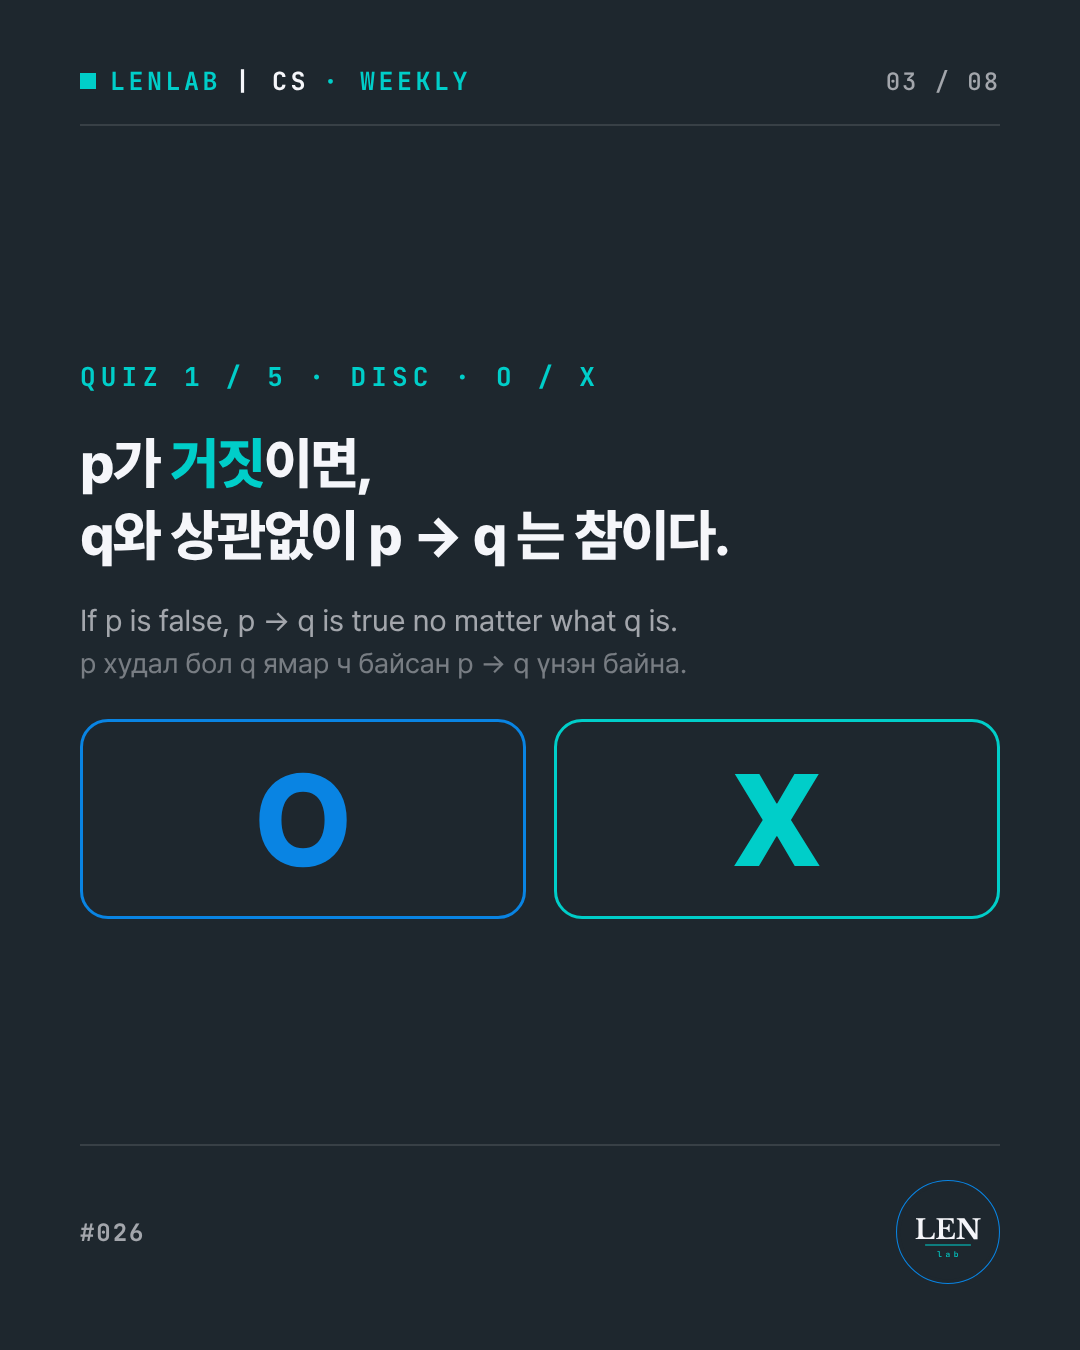 LENLAB | CS · WEEKLY
03 / 08
QUIZ 1 / 5 · DISC · O / X
p가 거짓이면,
q와 상관없이 p → q 는 참이다.
If p is false, p → q is true no matter what q is.
p худал бол q ямар ч байсан p → q үнэн байна.
O
X
#026
LEN
lab